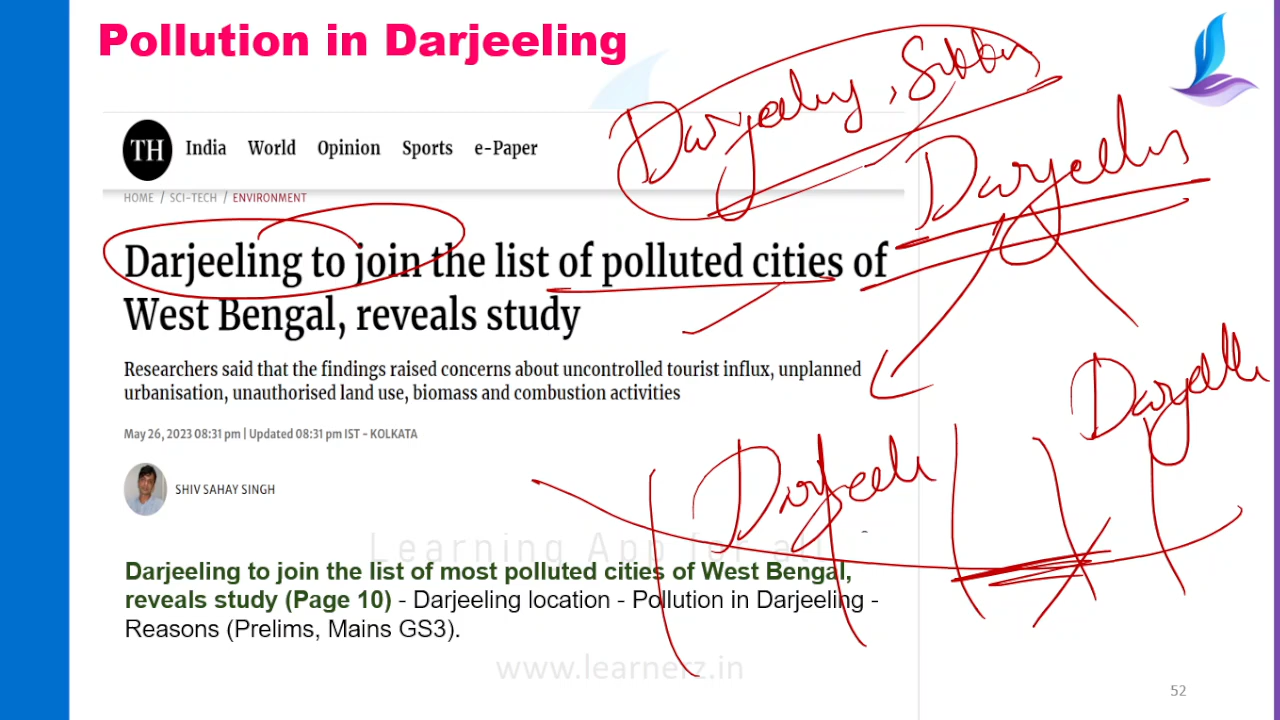 Pollution in Darjeeling
TH India World Opinion Sports e-Paper
HOME / SCI-TECH / ENVIRONMENT
Darjeeling to join the list of polluted cities of
West Bengal, reveals study
Researchers said that the findings raised concerns about uncontrolled tourist influx, unplanned
urbanisation, unauthorised land use, biomass and combustion activities
May 26, 2023 08:31 pm | Updated 08:31 pm IST - KOLKATA
SHIV SAHAY SINGH
Learning App for all
Darjeeling to join the list of most polluted cities of West Bengal,
reveals study (Page 10) - Darjeeling location - Pollution in Darjeeling -
Reasons (Prelims, Mains GS3).
www.learnerz.in
52